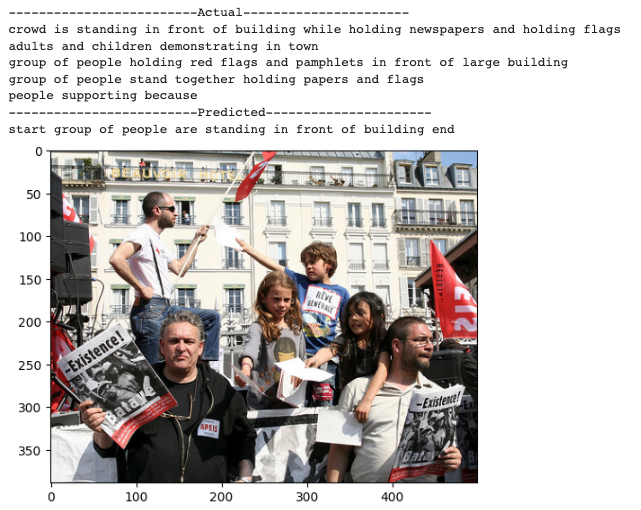 ------------------------Actual---------------------
crowd is standing in front of building while holding newspapers and holding flags
adults and children demonstrating in town
group of people holding red flags and pamphlets in front of large building
group of people stand together holding papers and flags
people supporting because
------------------------Predicted---------------------
start group of people are standing in front of building end
0
50
100
150
200
250
300
350
0
100
200
300
400
RÊVE
GENERALE
EIS
-Existence!
Bataille
APEIS
-Existence!